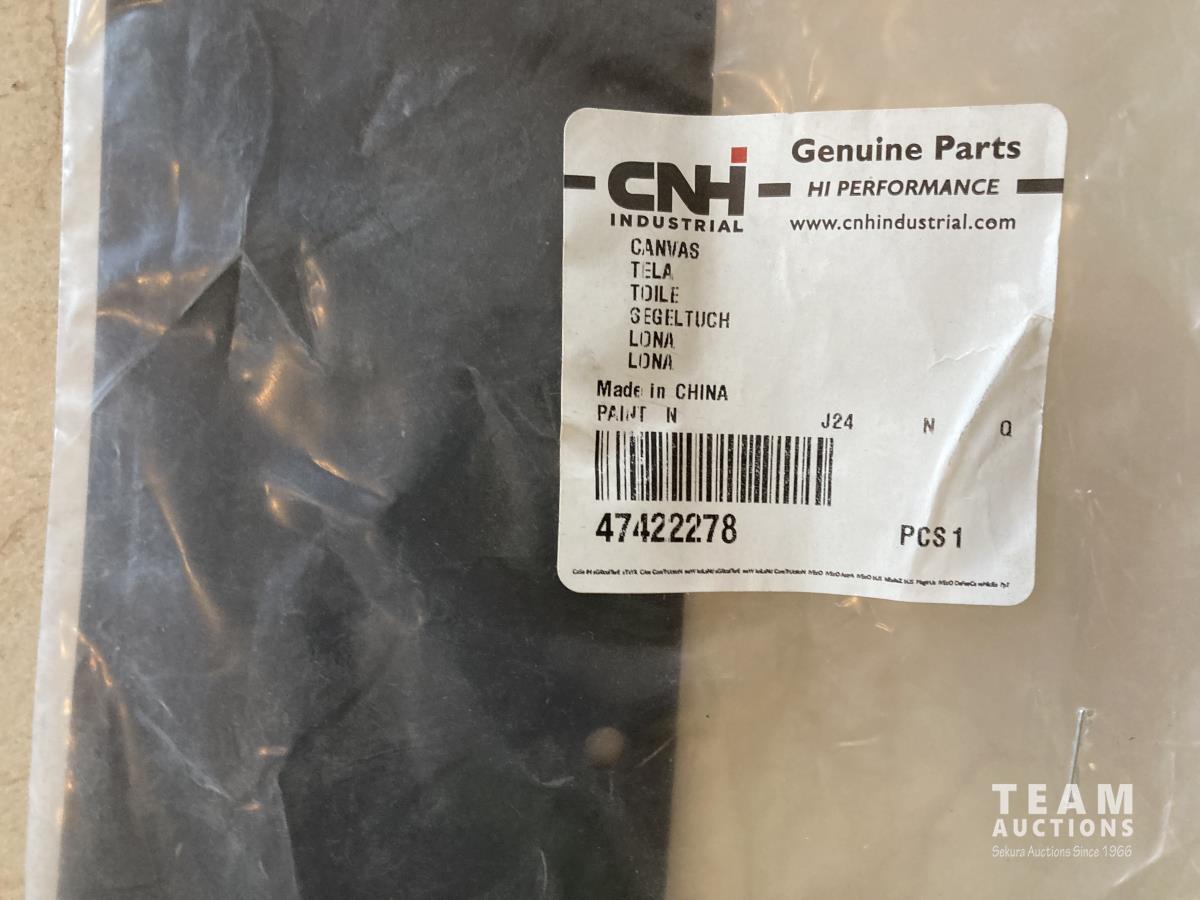 CNH
INDUSTRIAL
Genuine Parts
HI PERFORMANCE
www.cnhindustrial.com
CANVAS
TELA
TOILE
SEGELTUCH
LONA
LONA
Made in CHINA
PAINT N J24 N Q
47422278 PCS 1
TEAM
AUCTIONS
Sekura Auctions Since 1966